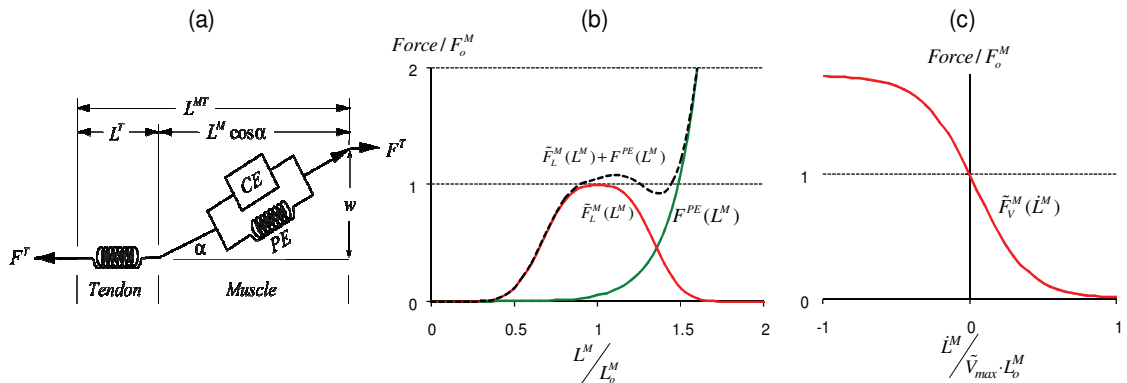 (a)
L^MT
L^T
L^M cos α
F^T
CE
PE
α
w
F^T
Tendon
Muscle
(b)
Force / F_o^M
2
1
0
F̃_L^M(L^M) + F^PE(L^M)
F̃_L^M(L^M)
F^PE(L^M)
0 0.5 1 1.5 2
L^M / L_o^M
(c)
Force / F_o^M
1
0
F̃_V^M(L̇^M)
-1 0 1
L̇^M / Ṽ_max · L_o^M